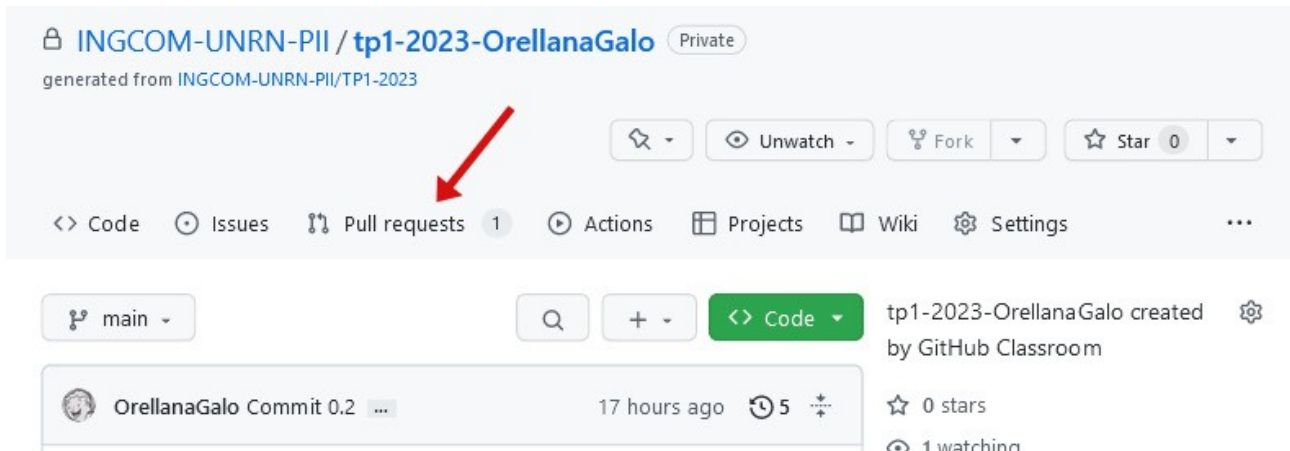 INGCOM-UNRN-PII / tp1-2023-OrellanaGalo Private
generated from INGCOM-UNRN-PII/TP1-2023
Unwatch Fork Star 0
<> Code Issues Pull requests 1 Actions Projects Wiki Settings ...
main + <> Code
tp1-2023-OrellanaGalo created
by GitHub Classroom
OrellanaGalo Commit 0.2 ... 17 hours ago 5
0 stars
1 watching